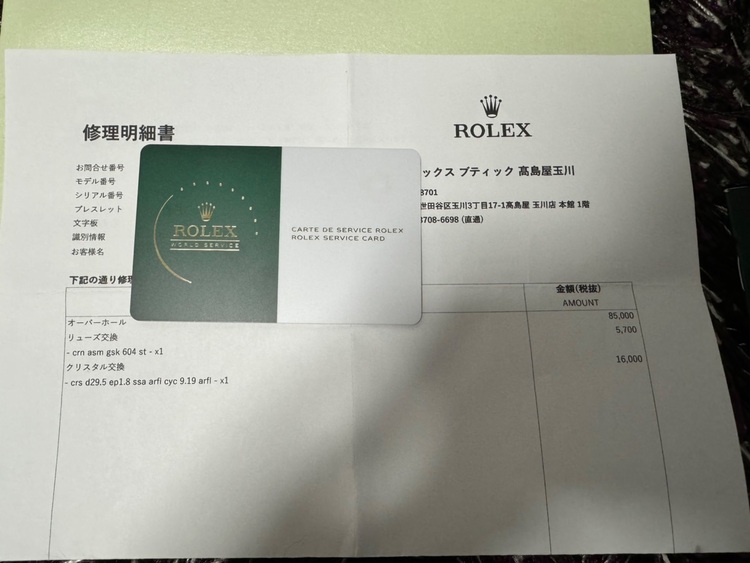 修理明細書
ROLEX
お問合せ番号
モデル番号
シリアル番号
ブレスレット
文字板
識別情報
お客様名
ックス ブティック 髙島屋玉川
8701
世田谷区玉川3丁目17-1髙島屋 玉川店 本館 1階
3708-6698 (直通)
ROLEX
WORLD SERVICE
CARTE DE SERVICE ROLEX
ROLEX SERVICE CARD
下記の通り修理
金額(税抜)
AMOUNT
オーバーホール 85,000
リューズ交換 5,700
- crn asm gsk 604 st - x1
クリスタル交換 16,000
- crs d29.5 ep1.8 ssa arfl cyc 9.19 arfl - x1